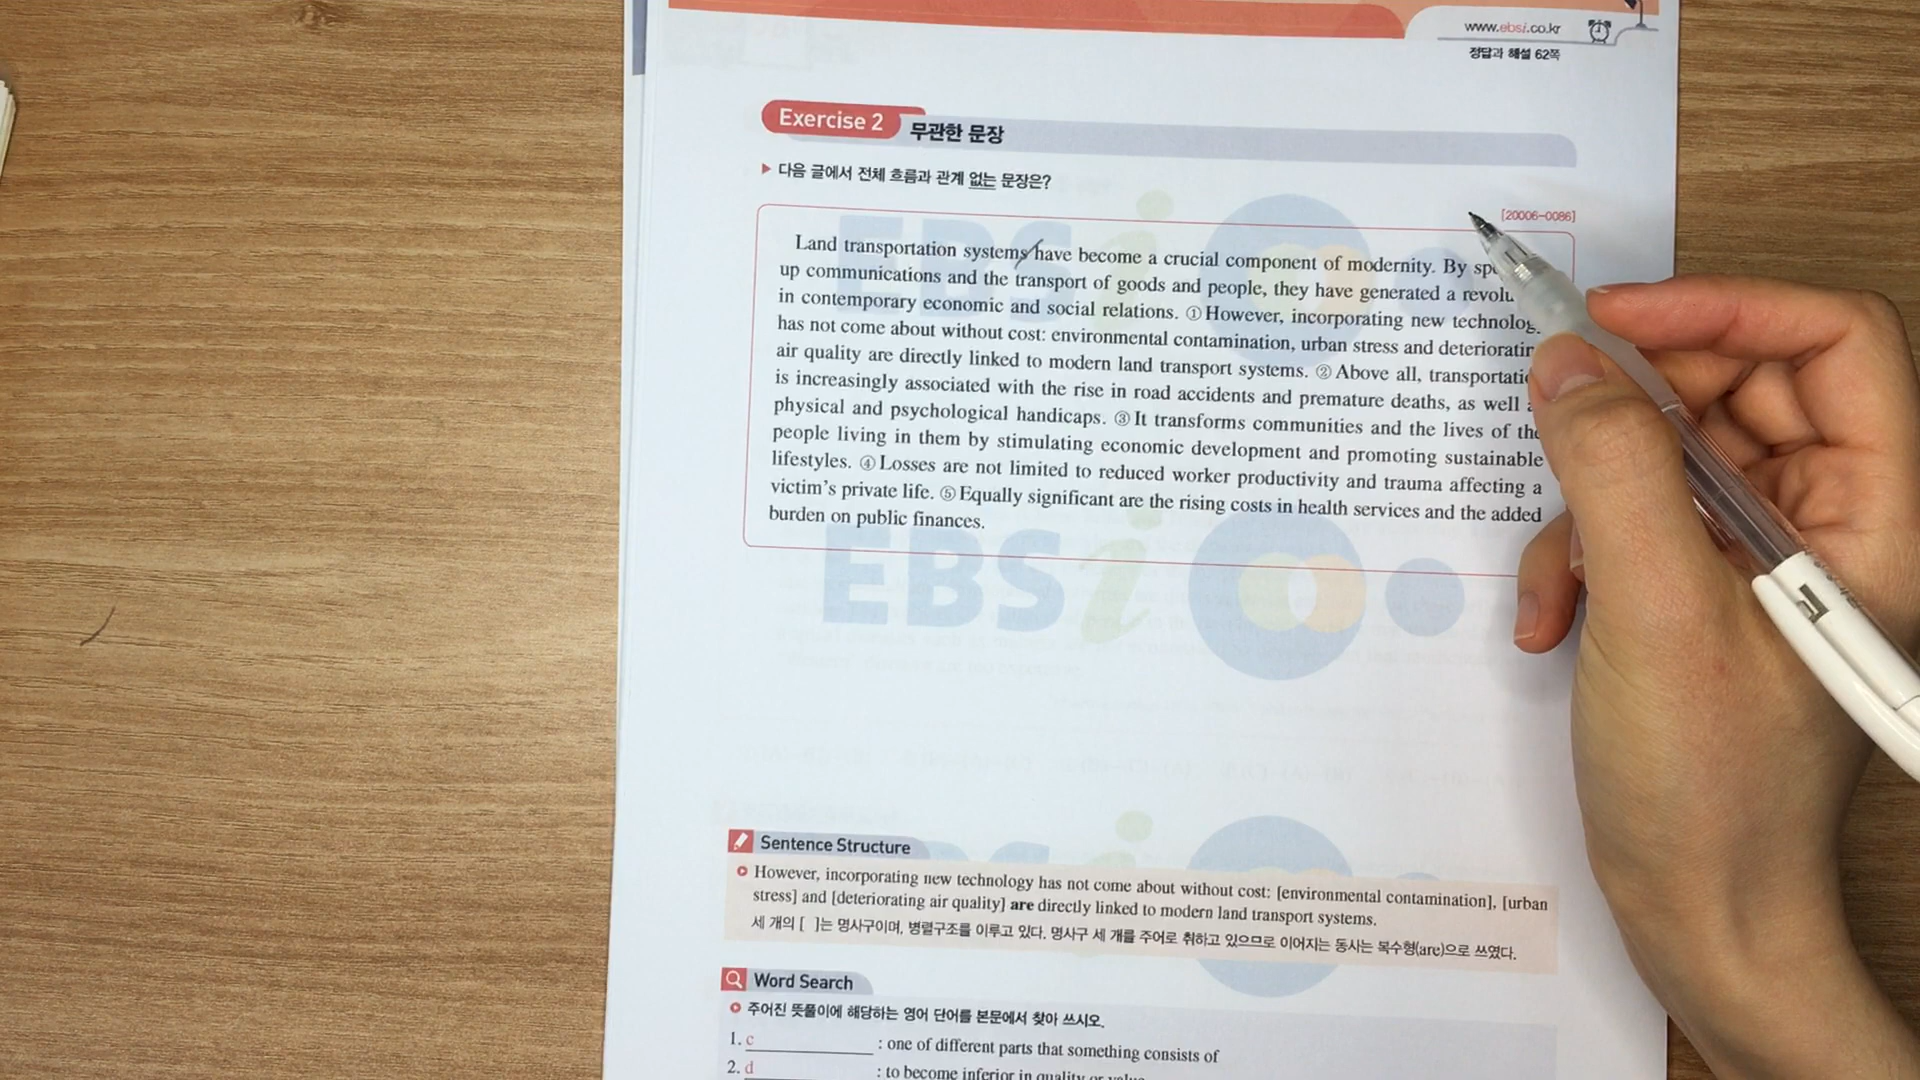 www.ebsi.co.kr
정답과 해설 62쪽
Exercise 2 무관한 문장
▶ 다음 글에서 전체 흐름과 관계 없는 문장은?
[20006-0086]
Land transportation systems have become a crucial component of modernity. By
up communications and the transport of goods and people, they have generated a
in contemporary economic and social relations. ① However, incorporating new
has not come about without cost: environmental contamination, urban stress and
air quality are directly linked to modern land transport systems. ② Above all,
is increasingly associated with the rise in road accidents and premature deaths, as well
physical and psychological handicaps. ③ It transforms communities and the lives of the
people living in them by stimulating economic development and promoting sustainable
lifestyles. ④ Losses are not limited to reduced worker productivity and trauma affecting a
victim's private life. ⑤ Equally significant are the rising costs in health services and the added
burden on public finances.
EBSi
Sentence Structure
However, incorporating new technology has not come about without cost: [environmental contamination], [urban
stress] and [deteriorating air quality] are directly linked to modern land transport systems.
세 개의 [ ]는 명사구이며, 병렬구조를 이루고 있다. 명사구 세 개를 주어로 취하고 있으므로 이어지는 동사는 복수형(are)으로 쓰였다.
Word Search
주어진 뜻풀이에 해당하는 영어 단어를 본문에서 찾아 쓰시오.
1. c : one of different parts that something consists of
2. d : to become inferior in quality or value